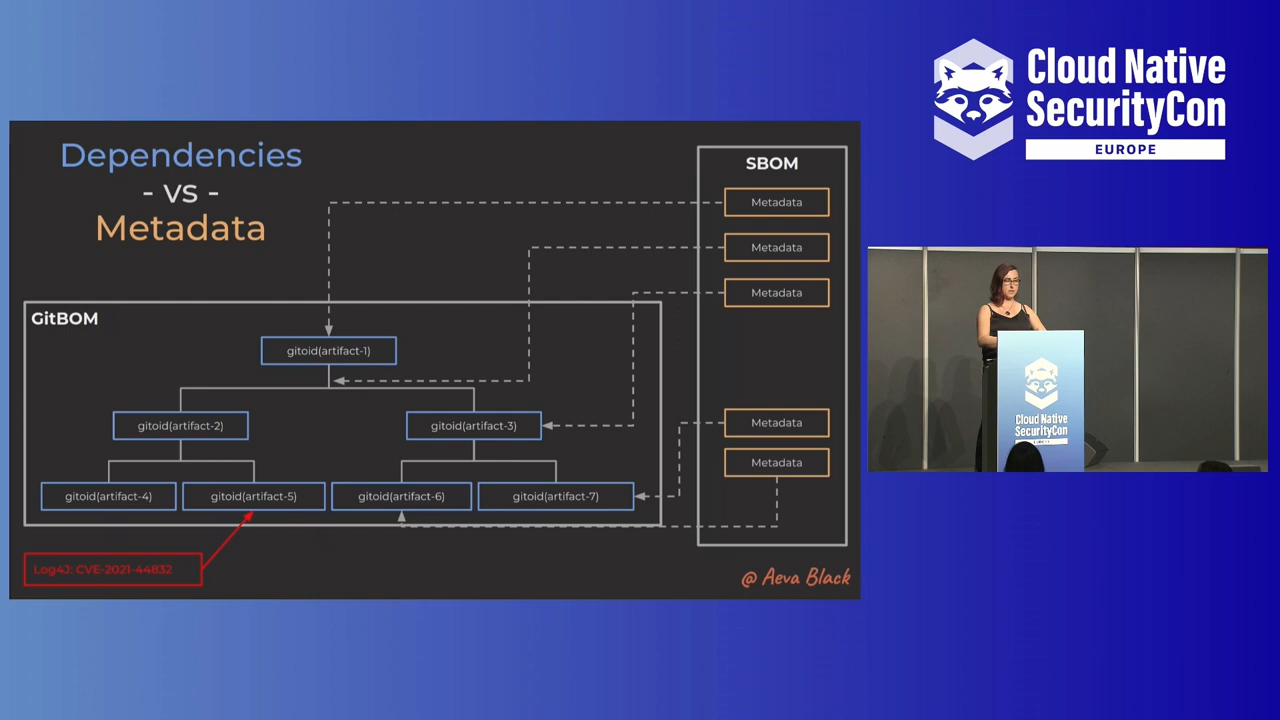 Dependencies
- vs -
Metadata
SBOM
Metadata
Metadata
Metadata
GitBOM
gitoid(artifact-1)
gitoid(artifact-2)
gitoid(artifact-3)
Metadata
Metadata
gitoid(artifact-4)
gitoid(artifact-5)
gitoid(artifact-6)
gitoid(artifact-7)
Log4J: CVE-2021-44832
@ Aeva Black
Cloud Native
SecurityCon
EUROPE
Cloud Native
SecurityCon